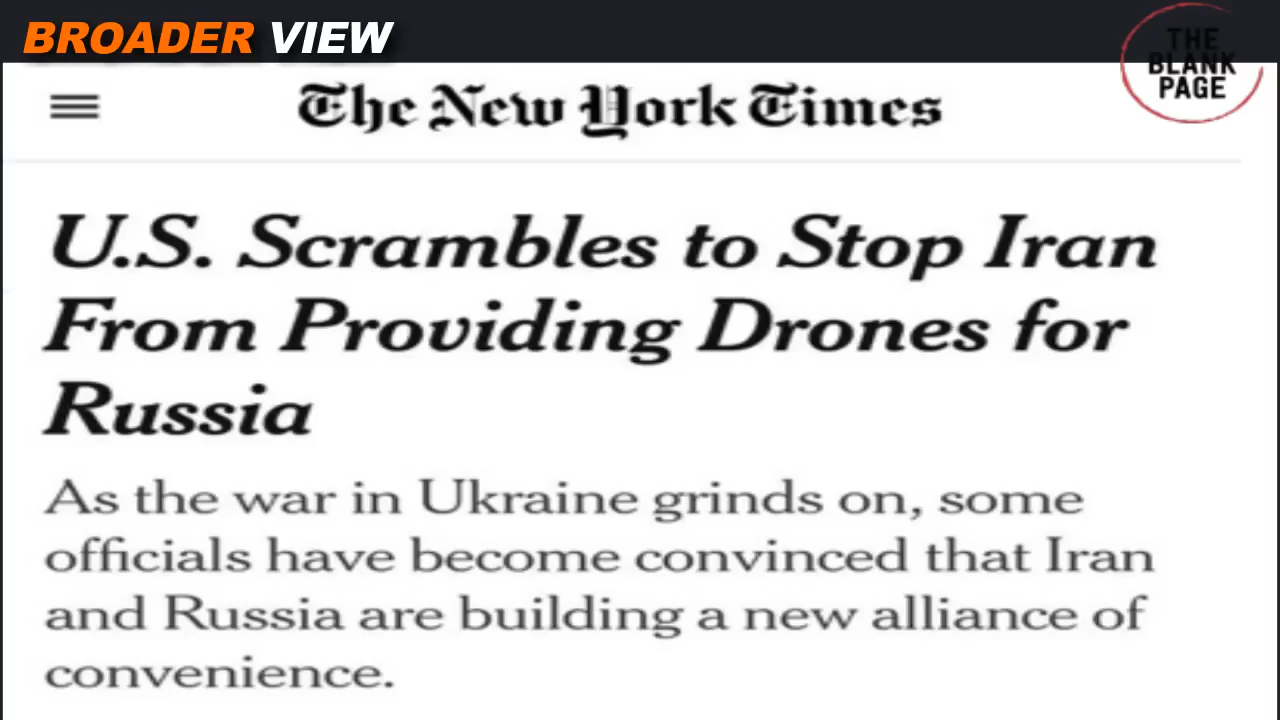 BROADER VIEW
THE
BLANK
PAGE
The New York Times
U.S. Scrambles to Stop Iran
From Providing Drones for
Russia
As the war in Ukraine grinds on, some
officials have become convinced that Iran
and Russia are building a new alliance of
convenience.